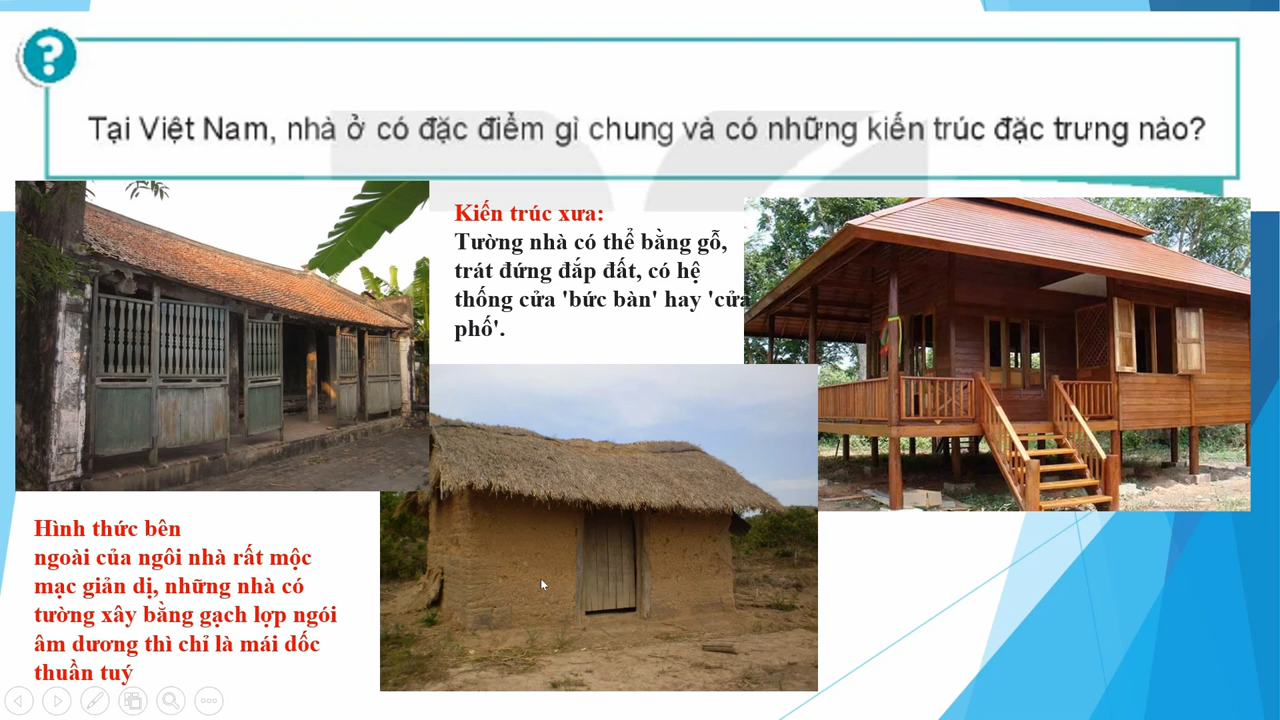 ?
Tại Việt Nam, nhà ở có đặc điểm gì chung và có những kiến trúc đặc trưng nào?
Kiến trúc xưa:
Tường nhà có thể bằng gỗ,
trát đứng đắp đất, có hệ
thống cửa 'bức bàn' hay 'cửa
phố'.
Hình thức bên
ngoài của ngôi nhà rất mộc
mạc giản dị, những nhà có
tường xây bằng gạch lợp ngói
âm dương thì chỉ là mái dốc
thuần tuý